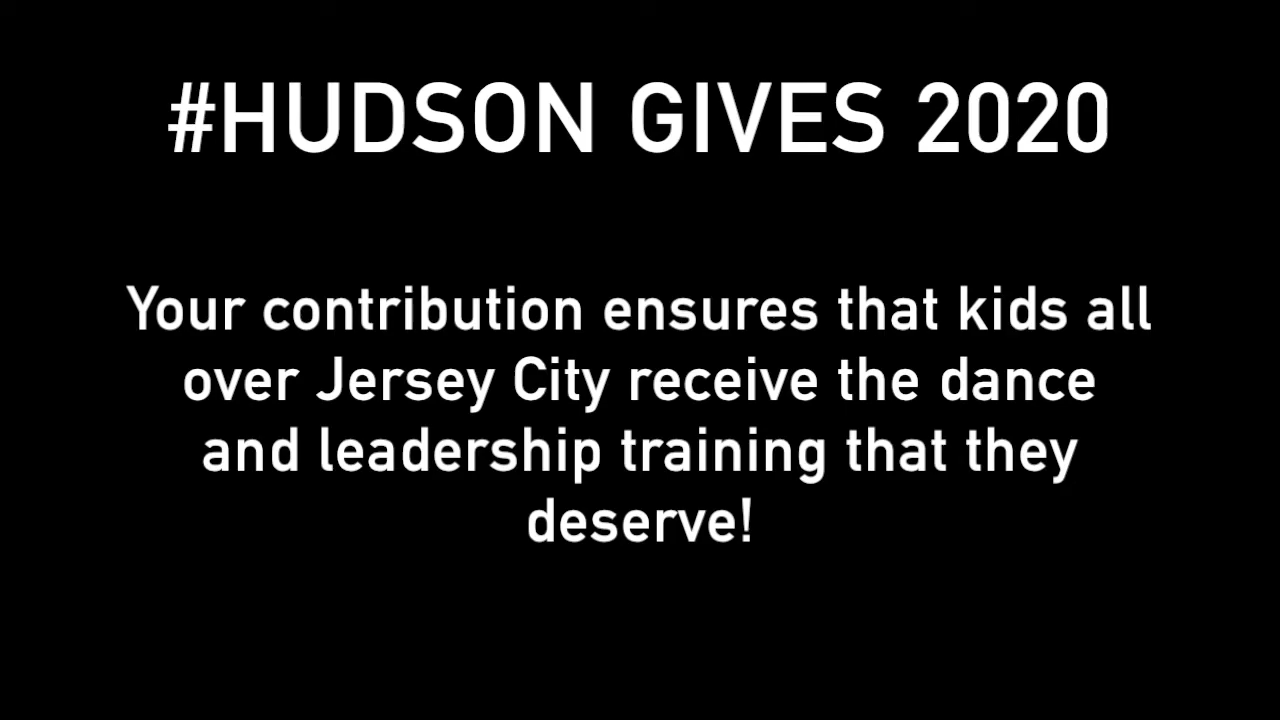 #HUDSON GIVES 2020
Your contribution ensures that kids all
over Jersey City receive the dance
and leadership training that they
deserve!